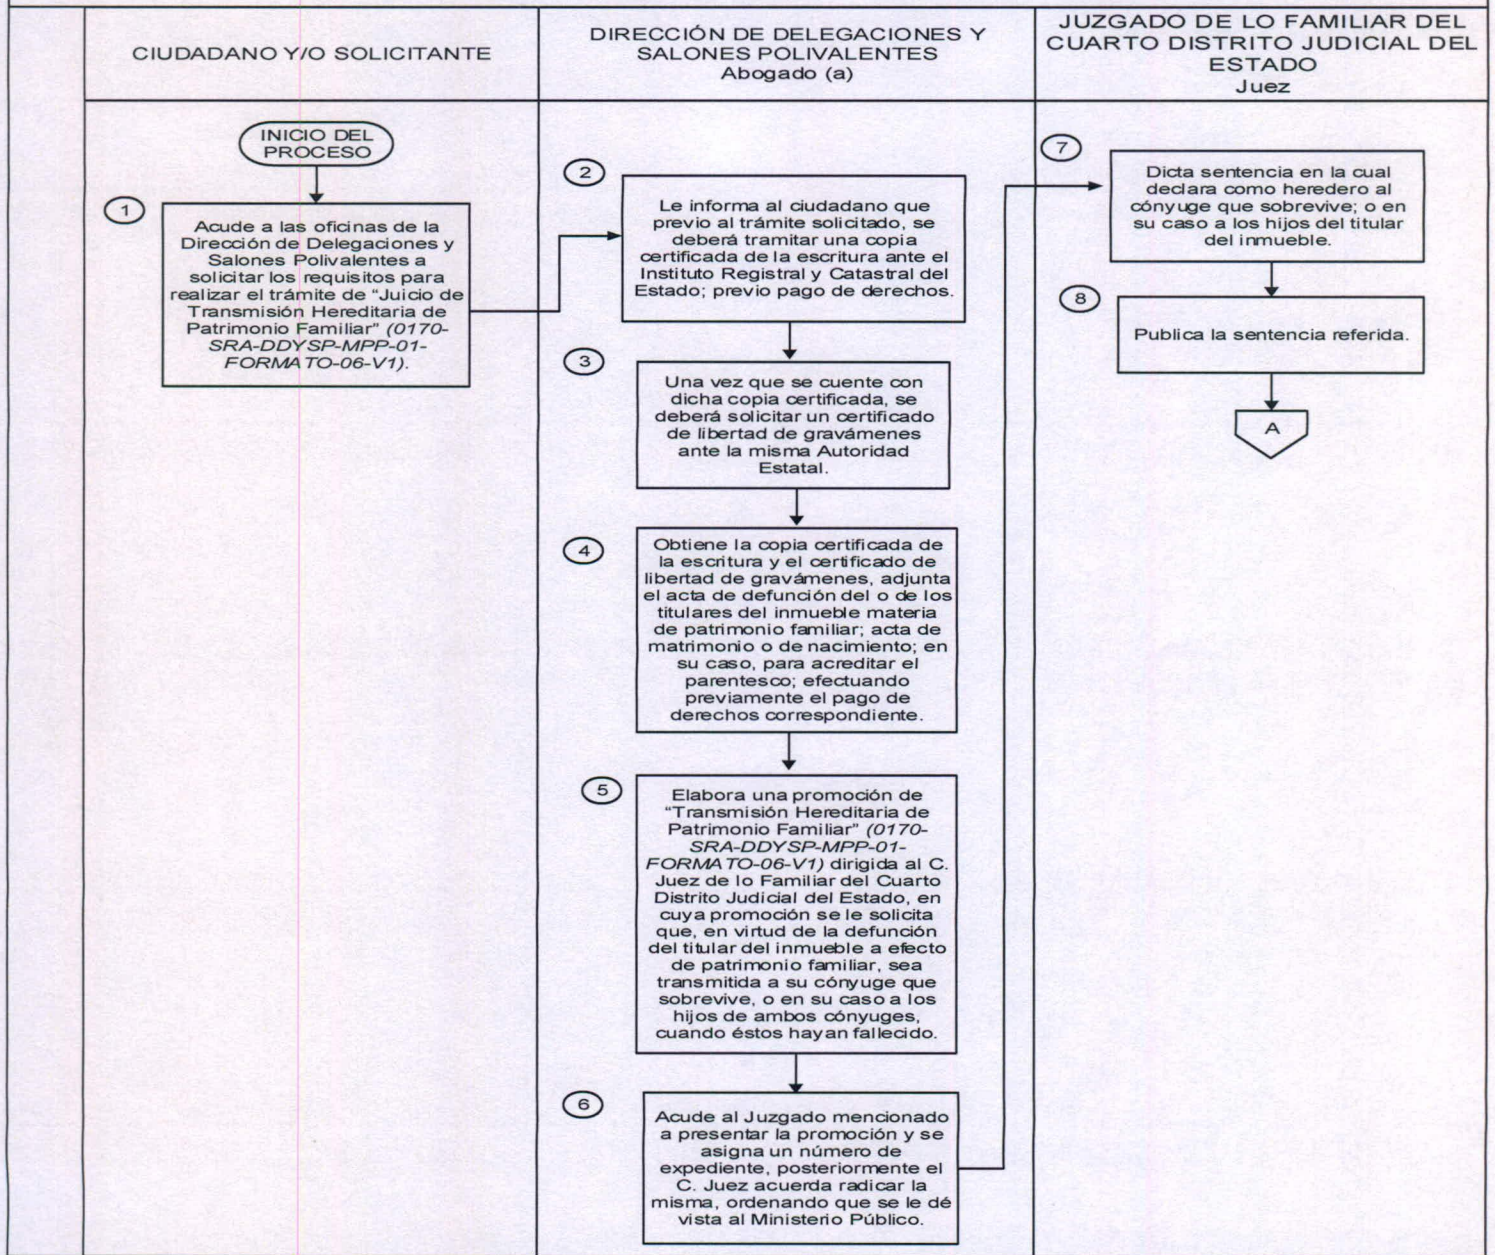 CIUDADANO Y/O SOLICITANTE
DIRECCIÓN DE DELEGACIONES Y
SALONES POLIVALENTES
Abogado (a)
JUZGADO DE LO FAMILIAR DEL
CUARTO DISTRITO JUDICIAL DEL
ESTADO
Juez
INICIO DEL
PROCESO
1
Acude a las oficinas de la
Dirección de Delegaciones y
Salones Polivalentes a
solicitar los requisitos para
realizar el trámite de “Juicio de
Transmisión Hereditaria de
Patrimonio Familiar” (0170-
SRA-DDYSP-MPP-01-
FORMATO-06-V1).
2
Le informa al ciudadano que
previo al trámite solicitado, se
deberá tramitar una copia
certificada de la escritura ante el
Instituto Registral y Catastral del
Estado; previo pago de derechos.
3
Una vez que se cuente con
dicha copia certificada, se
deberá solicitar un certificado
de libertad de gravámenes
ante la misma Autoridad
Estatal.
4
Obtiene la copia certificada de
la escritura y el certificado de
libertad de gravámenes, adjunta
el acta de defunción del o de los
titulares del inmueble materia
de patrimonio familiar; acta de
matrimonio o de nacimiento; en
su caso, para acreditar el
parentesco; efectuando
previamente el pago de
derechos correspondiente.
5
Elabora una promoción de
“Transmisión Hereditaria de
Patrimonio Familiar” (0170-
SRA-DDYSP-MPP-01-
FORMATO-06-V1) dirigida al C.
Juez de lo Familiar del Cuarto
Distrito Judicial del Estado, en
cuya promoción se le solicita
que, en virtud de la defunción
del titular del inmueble a efecto
de patrimonio familiar, sea
transmitida a su cónyuge que
sobrevive, o en su caso a los
hijos de ambos cónyuges,
cuando éstos hayan fallecido.
6
Acude al Juzgado mencionado
a presentar la promoción y se
asigna un número de
expediente, posteriormente el
C. Juez acuerda radicar la
misma, ordenando que se le dé
vista al Ministerio Público.
7
Dicta sentencia en la cual
declara como heredero al
cónyuge que sobrevive; o en
su caso a los hijos del titular
del inmueble.
8
Publica la sentencia referida.
A